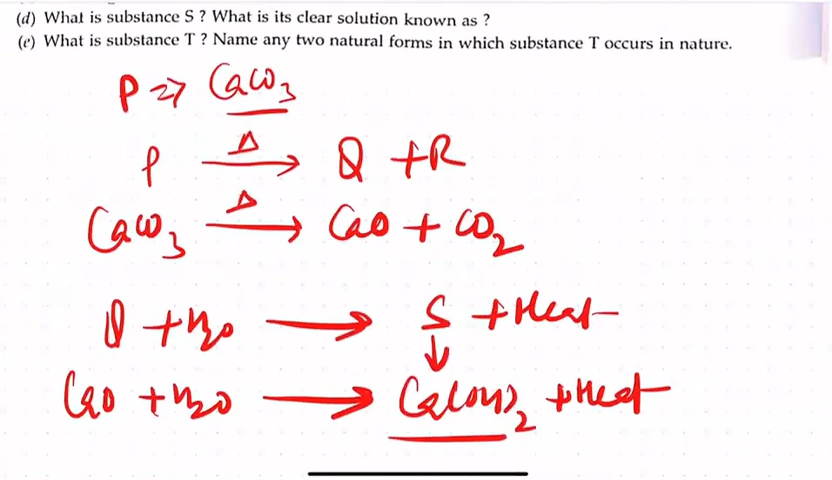 (d) What is substance S ? What is its clear solution known as ?
(e) What is substance T ? Name any two natural forms in which substance T occurs in nature.
P => CaCO3
P Δ→ Q + R
CaCO3 Δ→ CaO + CO2
Q + H2O → S + Heat
↓
CaO + H2O → Ca(OH)2 + Heat